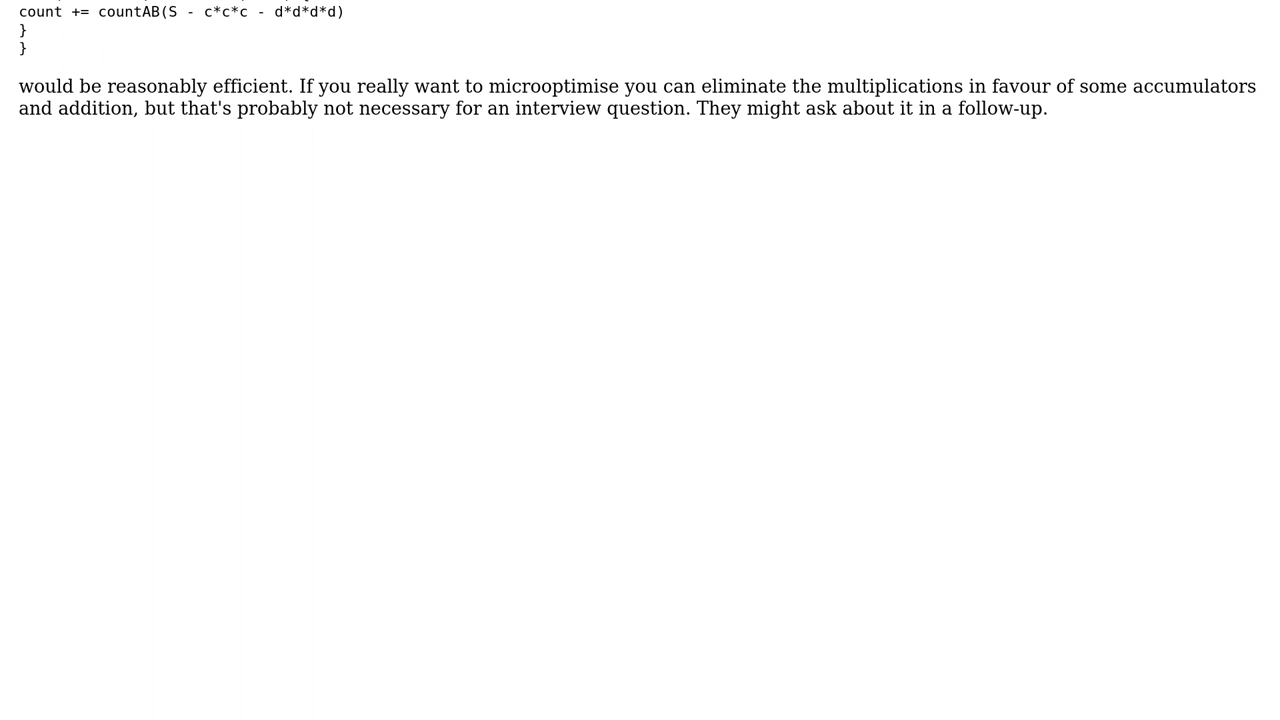 count += countAB(S - c*c*c - d*d*d*d)
}
}
would be reasonably efficient. If you really want to microoptimise you can eliminate the multiplications in favour of some accumulators
and addition, but that's probably not necessary for an interview question. They might ask about it in a follow-up.